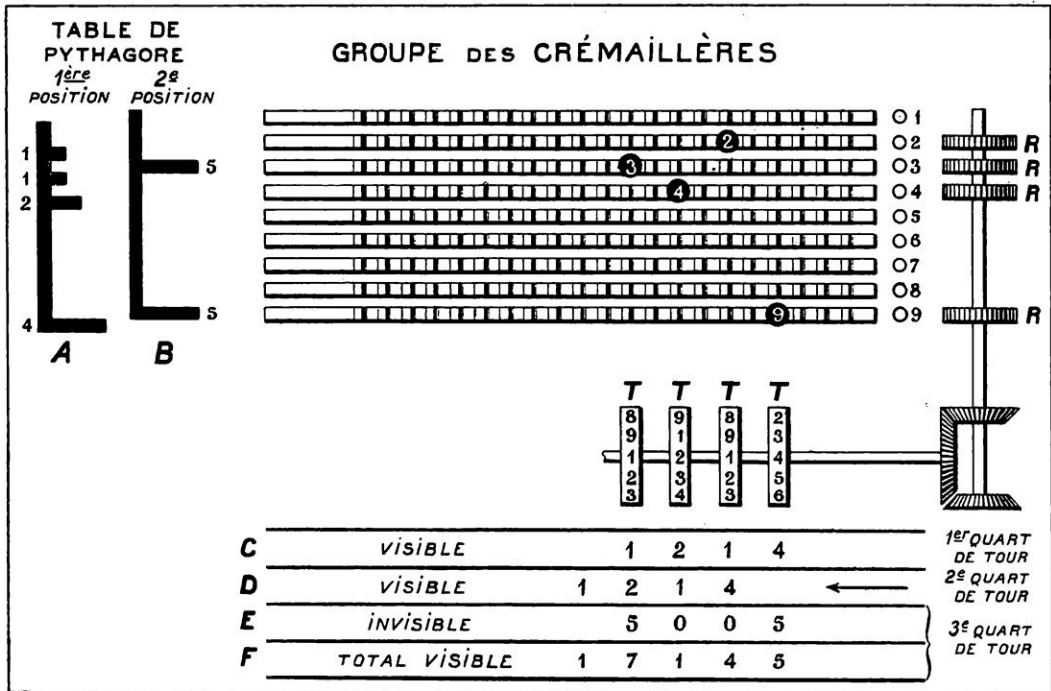 TABLE DE
PYTHAGORE
1ère
POSITION
2e
POSITION
GROUPE DES CRÉMAILLÈRES
1
1
2
4
A
5
5
B
2
3
4
9
1
2
3
4
5
6
7
8
9
R
R
R
R
T T T T
8 9 8 2
9 1 9 3
1 2 1 4
2 3 2 5
3 4 3 6
C VISIBLE 1 2 1 4 1er QUART DE TOUR
D VISIBLE 1 2 1 4 2e QUART DE TOUR
E INVISIBLE 5 0 0 5
3e QUART DE TOUR
F TOTAL VISIBLE 1 7 1 4 5